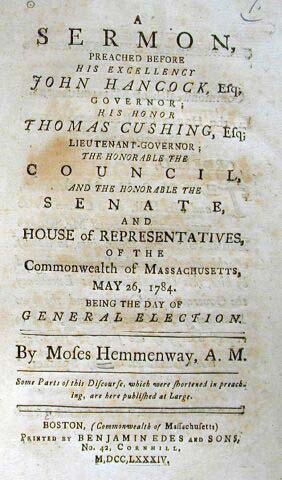 A
SERMON,
PREACHED BEFORE
HIS EXCELLENCY
JOHN HANCOCK, Esq;
GOVERNOR;
HIS HONOR
THOMAS CUSHING, Esq;
LIEUTENANT-GOVERNOR;
THE HONORABLE THE
COUNCIL,
AND THE HONORABLE THE
SENATE,
AND
HOUSE OF REPRESENTATIVES,
OF THE
Commonwealth of MASSACHUSETTS,
MAY 26, 1784.
BEING THE DAY OF
GENERAL ELECTION.
By Moses Hemmenway, A. M.
Some Parts of this Diſcourſe, which were ſhortened in preach-
ing, are here publiſhed at Large.
BOSTON, (Commonwealth of Maſſachuſetts)
PRINTED BY BENJAMIN EDES AND SONS,
No. 42, CORNHILL,
M,DCC,LXXXIV.